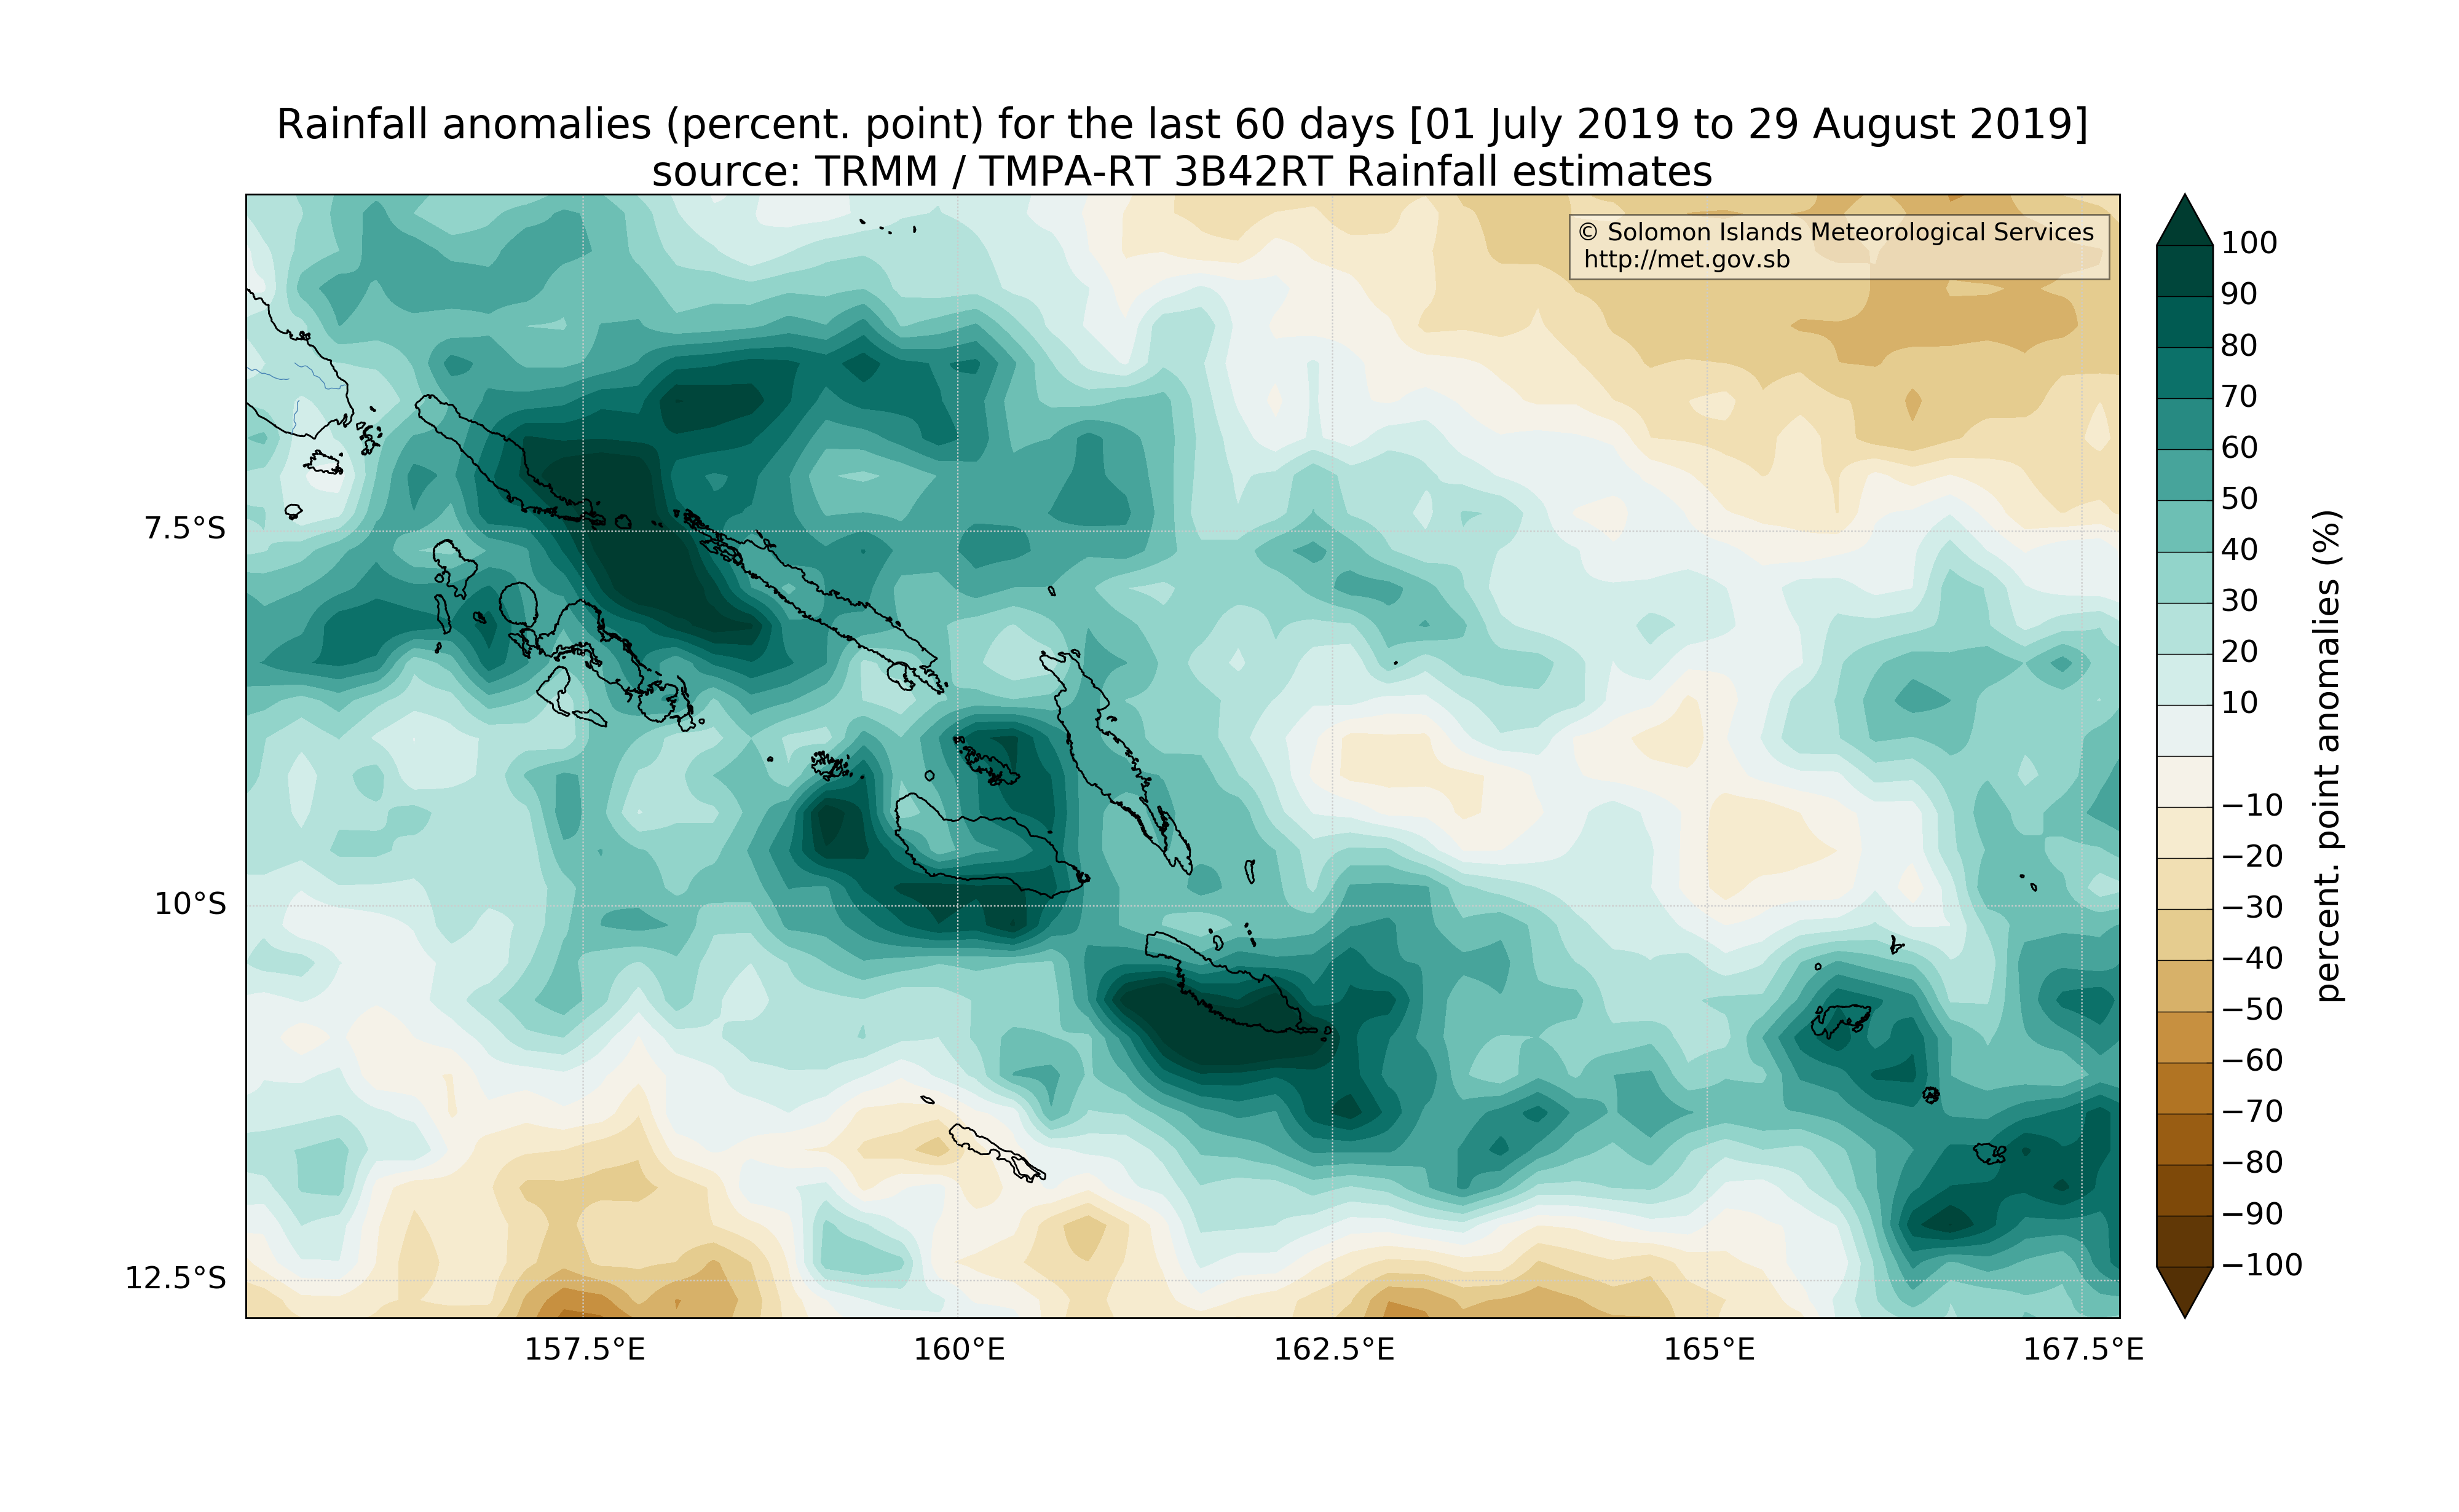 Rainfall anomalies (percent. point) for the last 60 days [01 July 2019 to 29 August 2019]
source: TRMM / TMPA-RT 3B42RT Rainfall estimates
© Solomon Islands Meteorological Services
http://met.gov.sb
7.5°S
10°S
12.5°S
157.5°E
160°E
162.5°E
165°E
167.5°E
100
90
80
70
60
50
40
30
20
10
−10
−20
−30
−40
−50
−60
−70
−80
−90
−100
percent. point anomalies (%)